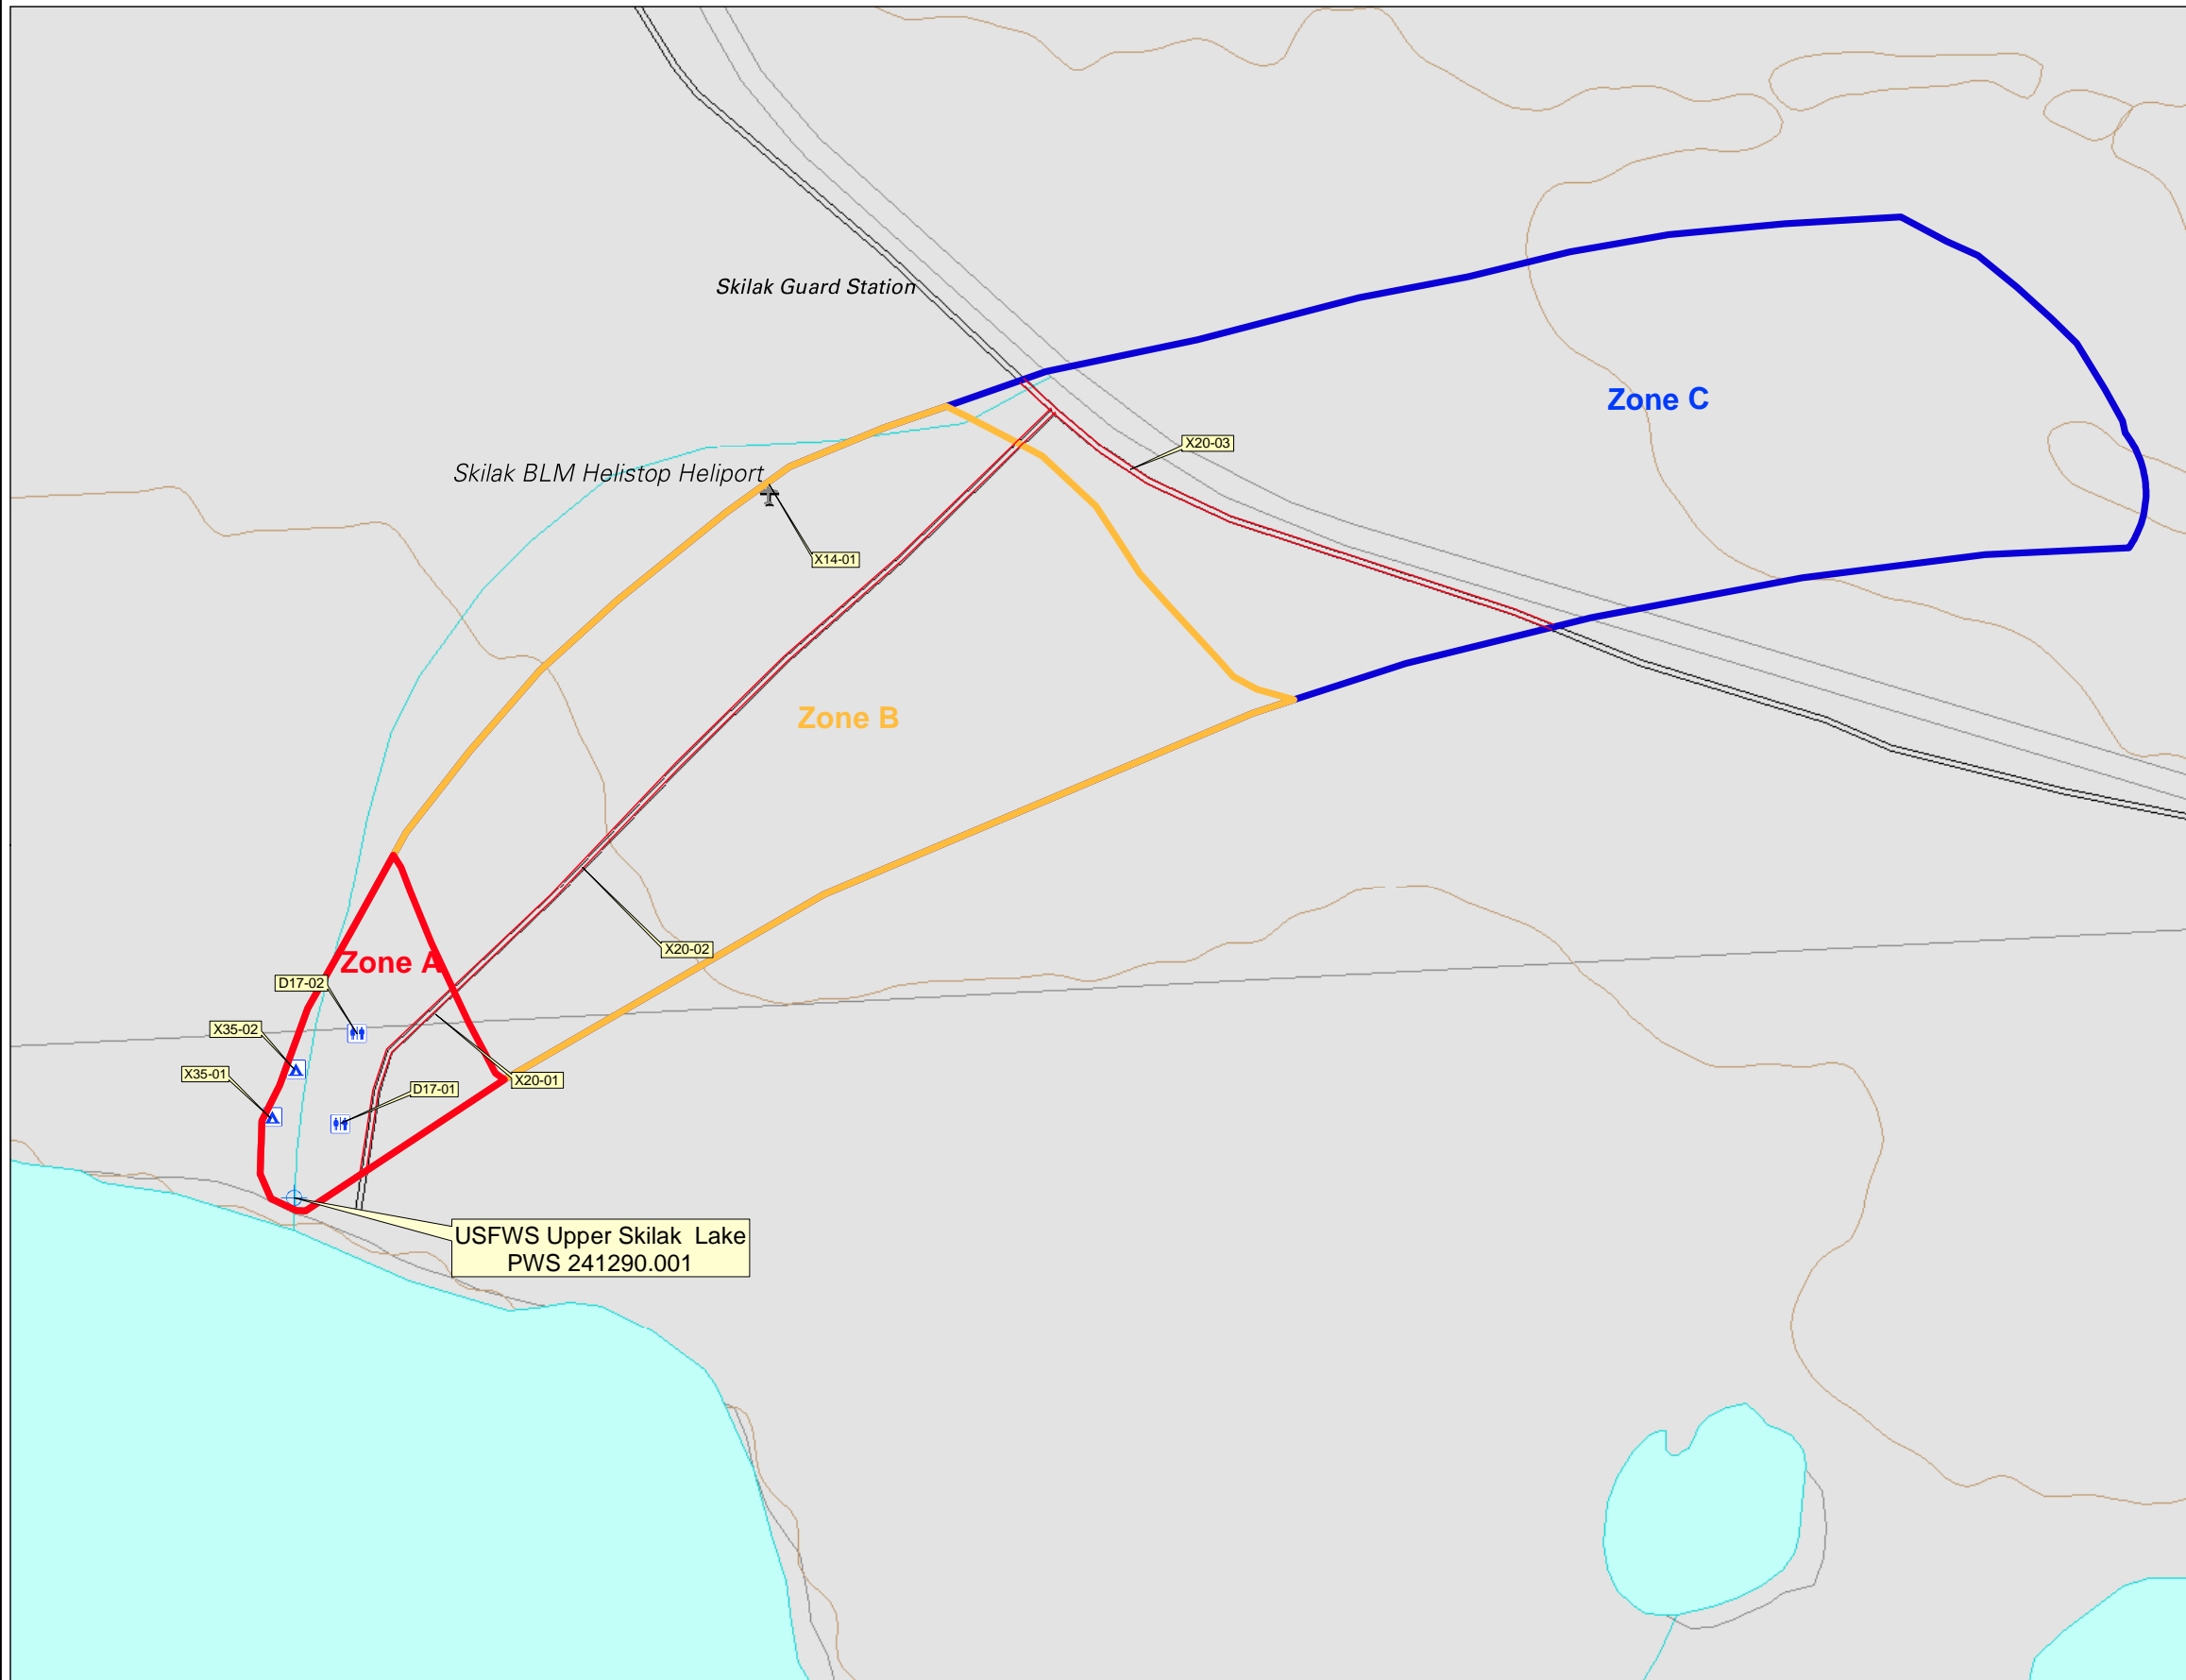 Skilak Guard Station
Zone C
X20-03
Skilak BLM Helistop Heliport
X14-01
Zone B
X20-02
Zone A
D17-02
X35-02
X35-01
X20-01
D17-01
USFWS Upper Skilak Lake
PWS 241290.001